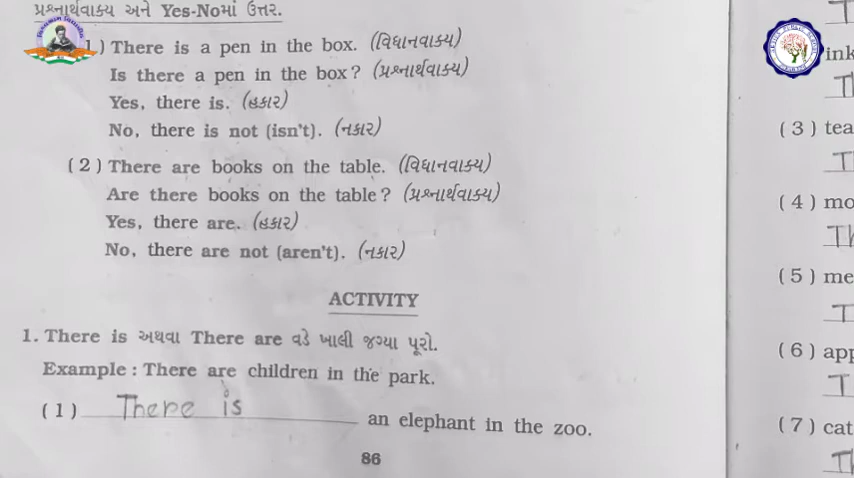 પ્રશ્નાર્થવાક્ય અને Yes-Noમાં ઉત્તર.
1.) There is a pen in the box. (વિધાનવાક્ય)
Is there a pen in the box? (પ્રશ્નાર્થવાક્ય)
Yes, there is. (હકાર)
No, there is not (isn't). (નકાર)
( 2 ) There are books on the table. (વિધાનવાક્ય)
Are there books on the table? (પ્રશ્નાર્થવાક્ય)
Yes, there are. (હકાર)
No, there are not (aren't). (નકાર)
ACTIVITY
1. There is અથવા There are વડે ખાલી જગ્યા પૂરો.
Example : There are children in the park.
( 1 ) There is an elephant in the zoo.
86
ink
( 3 ) tea
( 4 ) mo
Th
( 5 ) me
( 6 ) app
( 7 ) cat
Th